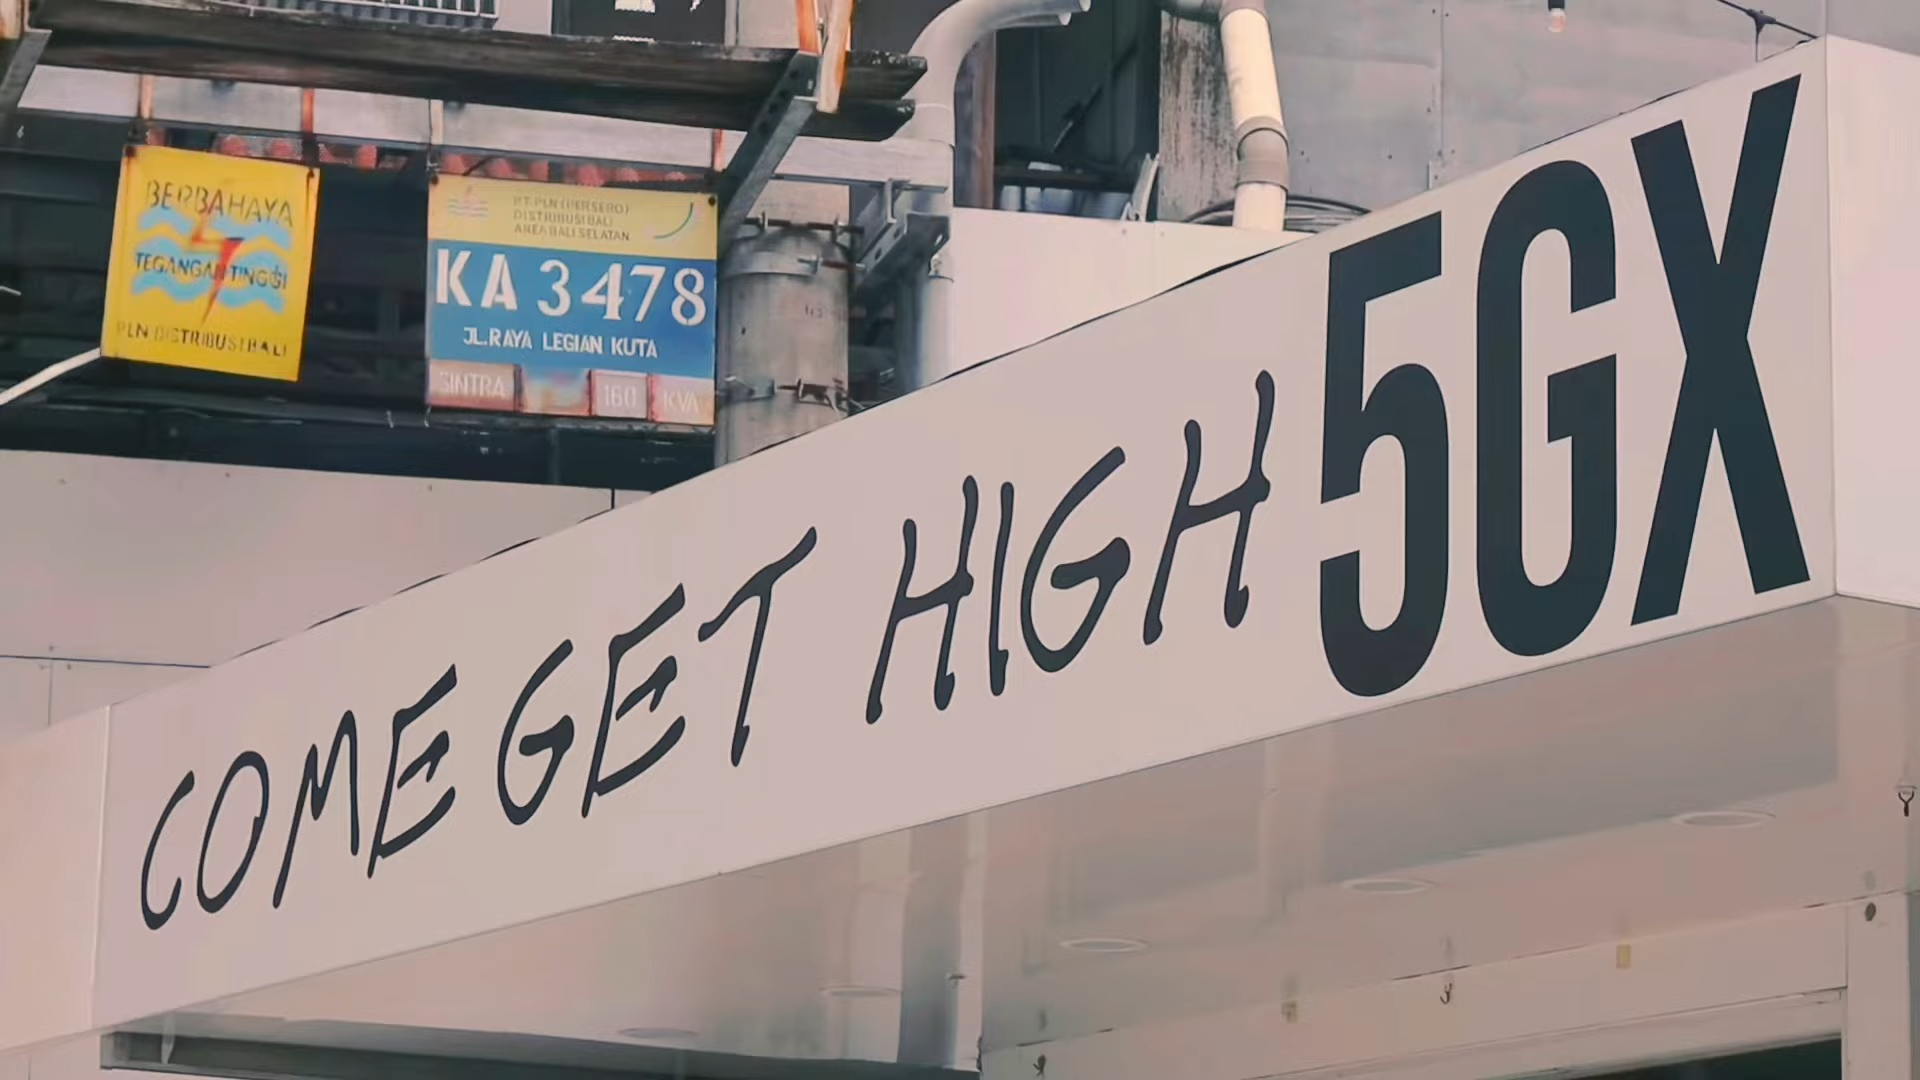 BERBAHAYA
TEGANGAN TINGGI
PLN DISTRIBUSI BALI
PT. PLN (PERSERO)
DISTRIBUSI BALI
AREA BALI SELATAN
KA 3478
JL. RAYA LEGIAN KUTA
SINTRA 160 KVA
COME GET HIGH 5GX